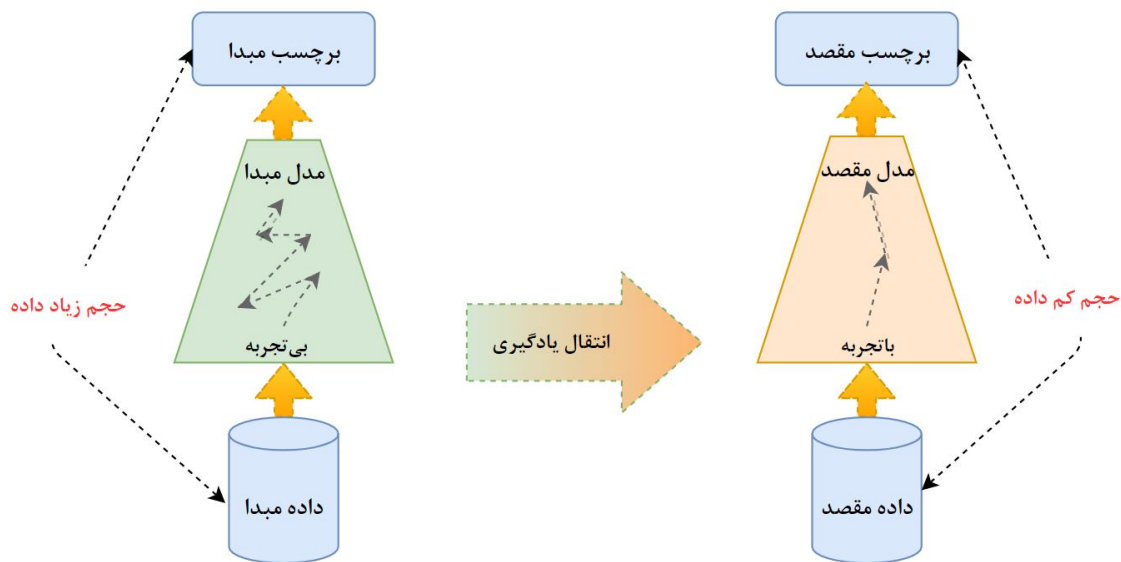 برچسب مبدا
برچسب مقصد
مدل مبدا
مدل مقصد
حجم زیاد داده
حجم کم داده
انتقال یادگیری
بی‌تجربه
باتجربه
داده مبدا
داده مقصد